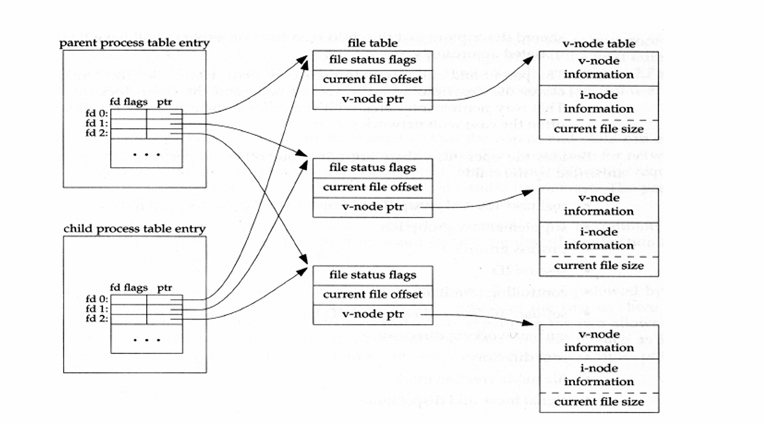 parent process table entry
fd flags ptr
fd 0:
fd 1:
fd 2:
. . .
child process table entry
fd flags ptr
fd 0:
fd 1:
fd 2:
. . .
file table
file status flags
current file offset
v-node ptr
file status flags
current file offset
v-node ptr
file status flags
current file offset
v-node ptr
v-node table
v-node
information
i-node
information
current file size
v-node
information
i-node
information
current file size
v-node
information
i-node
information
current file size